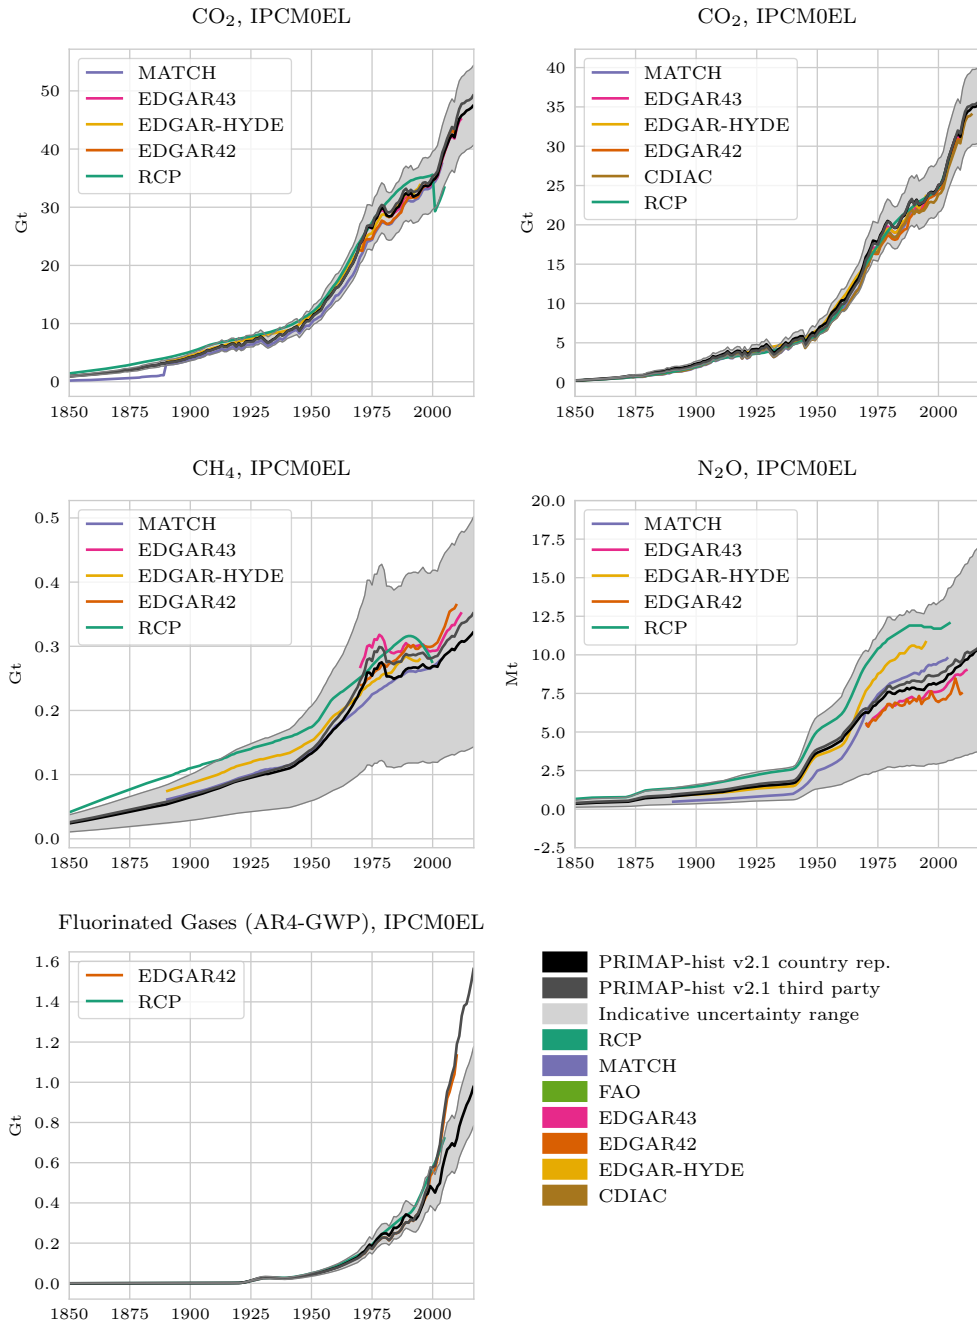 CO₂, IPCM0EL
50
40
30
20
10
0
Gt
MATCH
EDGAR43
EDGAR-HYDE
EDGAR42
RCP
1850 1875 1900 1925 1950 1975 2000
CO₂, IPCM0EL
40
35
30
25
20
15
10
5
0
Gt
MATCH
EDGAR43
EDGAR-HYDE
EDGAR42
CDIAC
RCP
1850 1875 1900 1925 1950 1975 2000
CH₄, IPCM0EL
0.5
0.4
0.3
0.2
0.1
0.0
Gt
MATCH
EDGAR43
EDGAR-HYDE
EDGAR42
RCP
1850 1875 1900 1925 1950 1975 2000
N₂O, IPCM0EL
20.0
17.5
15.0
12.5
10.0
7.5
5.0
2.5
0.0
-2.5
Mt
MATCH
EDGAR43
EDGAR-HYDE
EDGAR42
RCP
1850 1875 1900 1925 1950 1975 2000
Fluorinated Gases (AR4-GWP), IPCM0EL
1.6
1.4
1.2
1.0
0.8
0.6
0.4
0.2
0.0
Gt
EDGAR42
RCP
1850 1875 1900 1925 1950 1975 2000
PRIMAP-hist v2.1 country rep.
PRIMAP-hist v2.1 third party
Indicative uncertainty range
RCP
MATCH
FAO
EDGAR43
EDGAR42
EDGAR-HYDE
CDIAC